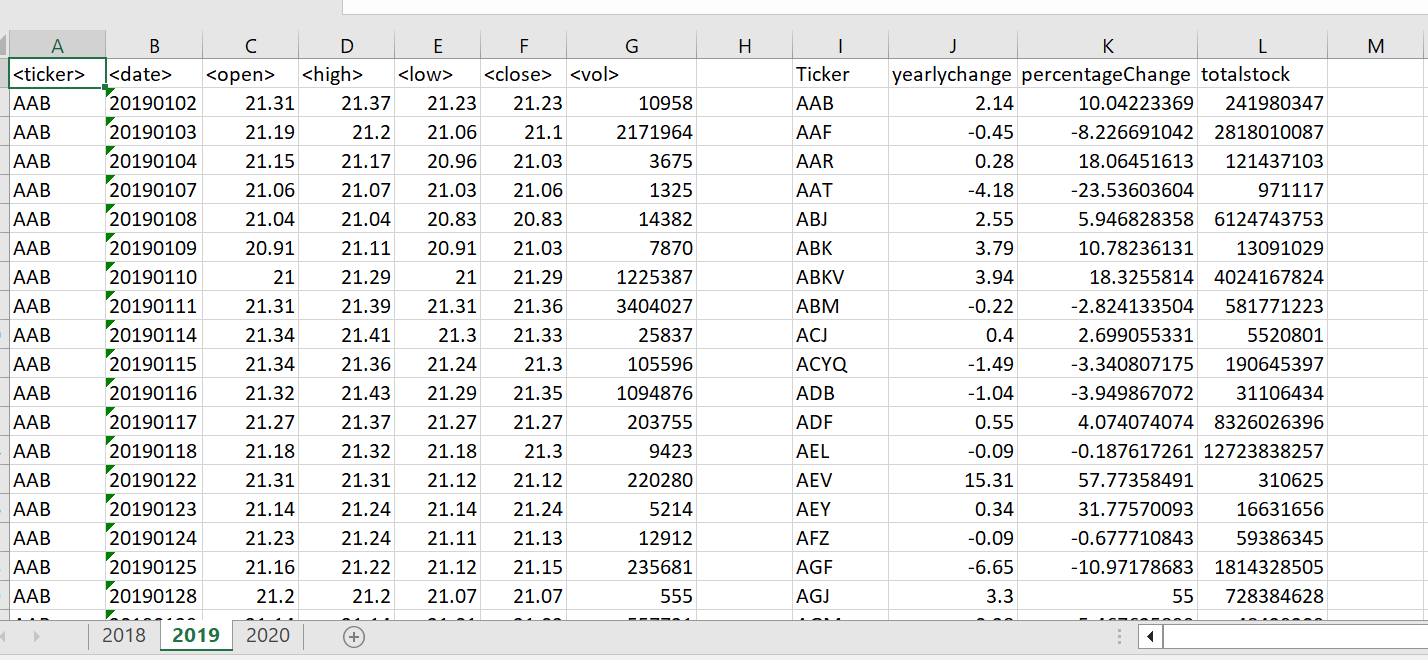 A B C D E F G H I J K L M
<ticker> <date> <open> <high> <low> <close> <vol> Ticker yearlychange percentageChange totalstock
AAB 20190102 21.31 21.37 21.23 21.23 10958 AAB 2.14 10.04223369 241980347
AAB 20190103 21.19 21.2 21.06 21.1 2171964 AAF -0.45 -8.226691042 2818010087
AAB 20190104 21.15 21.17 20.96 21.03 3675 AAR 0.28 18.06451613 121437103
AAB 20190107 21.06 21.07 21.03 21.06 1325 AAT -4.18 -23.53603604 971117
AAB 20190108 21.04 21.04 20.83 20.83 14382 ABJ 2.55 5.946828358 6124743753
AAB 20190109 20.91 21.11 20.91 21.03 7870 ABK 3.79 10.78236131 13091029
AAB 20190110 21 21.29 21 21.29 1225387 ABKV 3.94 18.3255814 4024167824
AAB 20190111 21.31 21.39 21.31 21.36 3404027 ABM -0.22 -2.824133504 581771223
AAB 20190114 21.34 21.41 21.3 21.33 25837 ACJ 0.4 2.699055331 5520801
AAB 20190115 21.34 21.36 21.24 21.3 105596 ACYQ -1.49 -3.340807175 190645397
AAB 20190116 21.32 21.43 21.29 21.35 1094876 ADB -1.04 -3.949867072 31106434
AAB 20190117 21.27 21.37 21.27 21.27 203755 ADF 0.55 4.074074074 8326026396
AAB 20190118 21.18 21.32 21.18 21.3 9423 AEL -0.09 -0.187617261 12723838257
AAB 20190122 21.31 21.31 21.12 21.12 220280 AEV 15.31 57.77358491 310625
AAB 20190123 21.14 21.24 21.14 21.24 5214 AEY 0.34 31.77570093 16631656
AAB 20190124 21.23 21.24 21.11 21.13 12912 AFZ -0.09 -0.677710843 59386345
AAB 20190125 21.16 21.22 21.12 21.15 235681 AGF -6.65 -10.97178683 1814328505
AAB 20190128 21.2 21.2 21.07 21.07 555 AGJ 3.3 55 728384628
2018 2019 2020